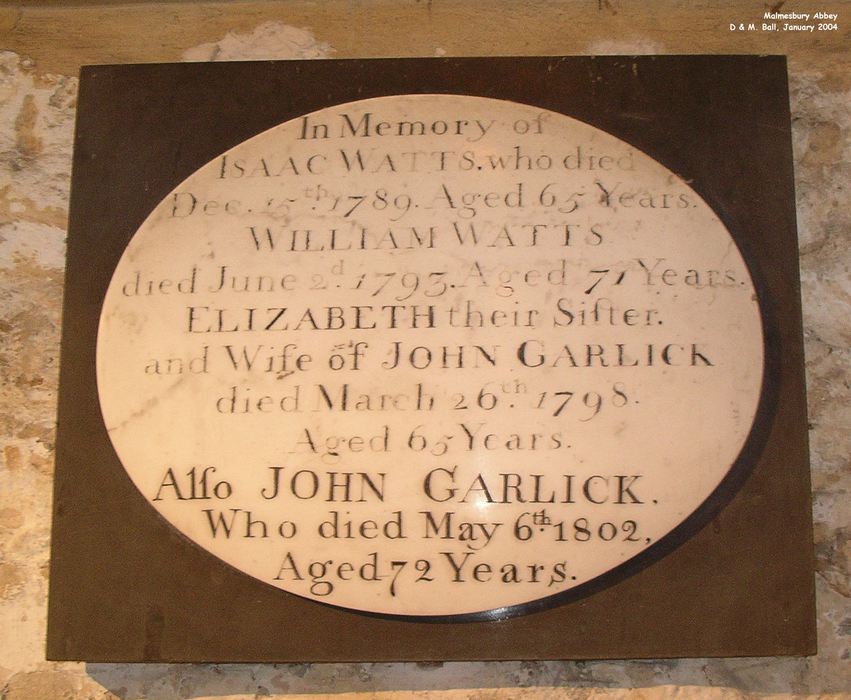 Malmesbury Abbey
D & M. Ball, January 2004
In Memory of
ISAAC WATTS, who died
Dec. 15th. 1789. Aged 65 Years.
WILLIAM WATTS
died June 2d. 1793. Aged 71 Years.
ELIZABETH their Siſter.
and Wife of JOHN GARLICK
died March 26th. 1798.
Aged 65 Years.
Alſo JOHN GARLICK.
Who died May 6th. 1802,
Aged 72 Years.